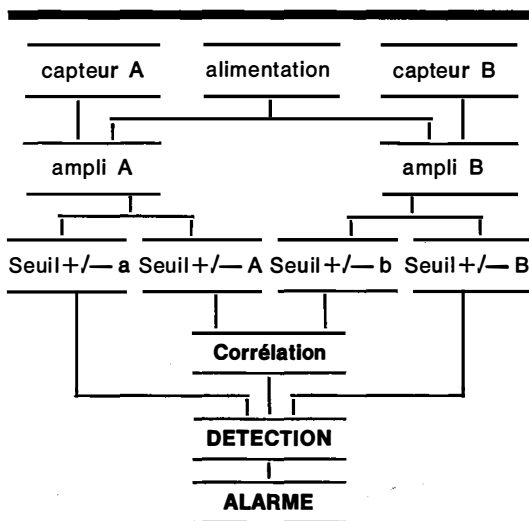 capteur A alimentation capteur B
ampli A ampli B
Seuil+/— a Seuil+/— A Seuil+/— b Seuil+/— B
Corrélation
DETECTION
ALARME